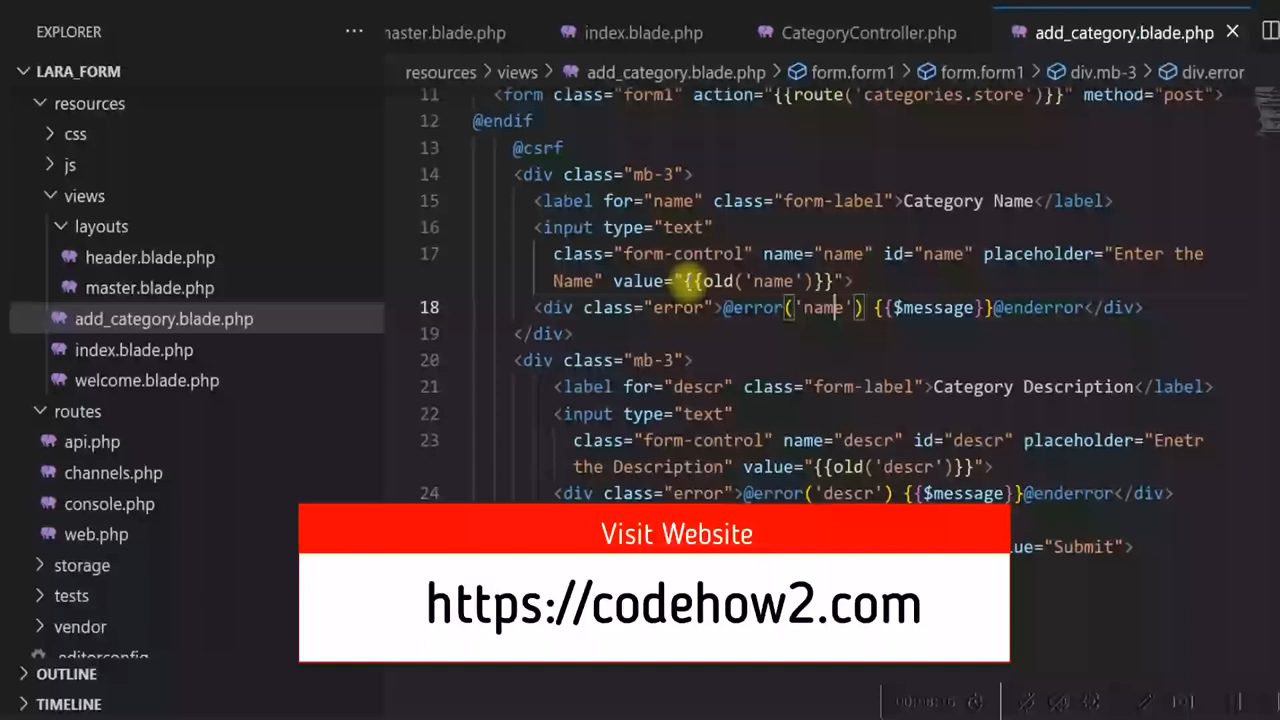 EXPLORER
LARA_FORM
resources
css
js
views
layouts
header.blade.php
master.blade.php
add_category.blade.php
index.blade.php
welcome.blade.php
routes
api.php
channels.php
console.php
web.php
storage
tests
vendor
.editorconfig
OUTLINE
TIMELINE
naster.blade.php index.blade.php CategoryController.php add_category.blade.php
resources > views > add_category.blade.php > form.form1 > form.form1 > div.mb-3 > div.error
11 <form class="form1" action="{{route('categories.store')}}" method="post">
12 @endif
13 @csrf
14 <div class="mb-3">
15 <label for="name" class="form-label">Category Name</label>
16 <input type="text"
17 class="form-control" name="name" id="name" placeholder="Enter the
Name" value="{{old('name')}}">
18 <div class="error">@error('name') {{$message}}@enderror</div>
19 </div>
20 <div class="mb-3">
21 <label for="descr" class="form-label">Category Description</label>
22 <input type="text"
23 class="form-control" name="descr" id="descr" placeholder="Enetr
the Description" value="{{old('descr')}}">
24 <div class="error">@error('descr') {{$message}}@enderror</div>
ue="Submit">
Visit Website
https://codehow2.com